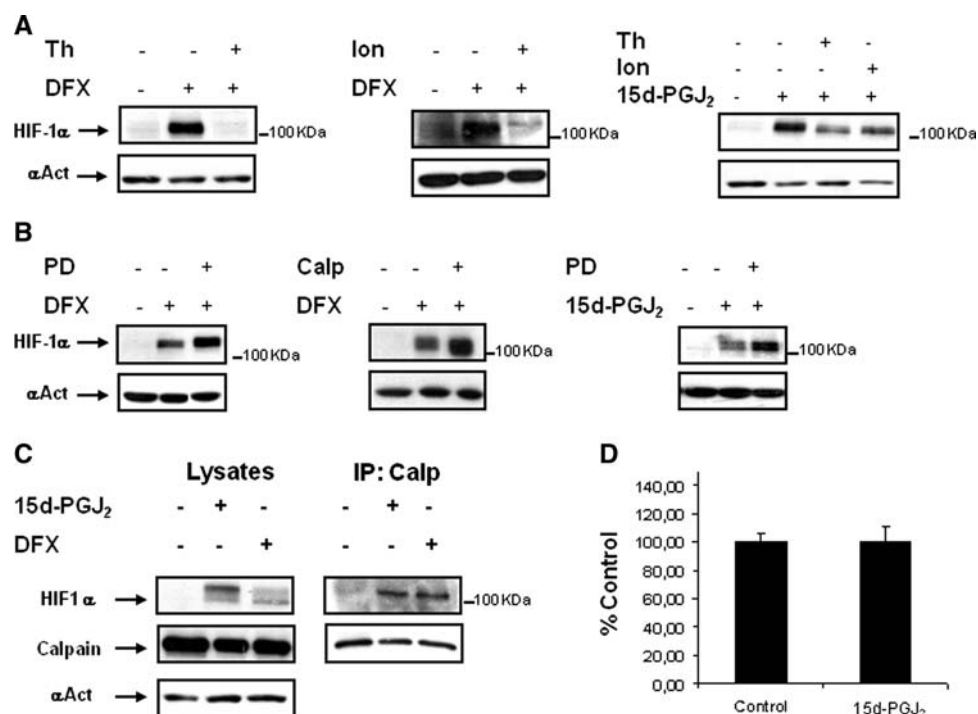 A
Th - - +
DFX - + +
HIF-1α
100KDa
αAct
Ion - - +
DFX - + +
100KDa
Th - - + -
Ion - - - +
15d-PGJ₂ - + + +
100KDa
B
PD - - +
DFX - + +
HIF-1α
100KDa
αAct
Calp - - +
DFX - + +
100KDa
PD - - +
15d-PGJ₂ - + +
100KDa
C
Lysates
IP: Calp
15d-PGJ₂ - + - - + -
DFX - - + - - +
HIF1α
100KDa
Calpain
αAct
D
% Control
140,00
120,00
100,00
80,00
60,00
40,00
20,00
0,00
Control
15d-PGJ₂